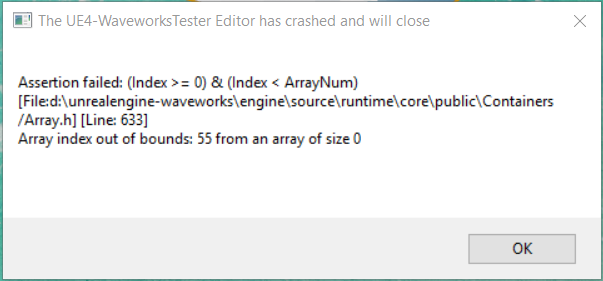 The UE4-WaveworksTester Editor has crashed and will close
Assertion failed: (Index >= 0) & (Index < ArrayNum)
[File:d:\unrealengine-waveworks\engine\source\runtime\core\public\Containers
/Array.h] [Line: 633]
Array index out of bounds: 55 from an array of size 0
OK